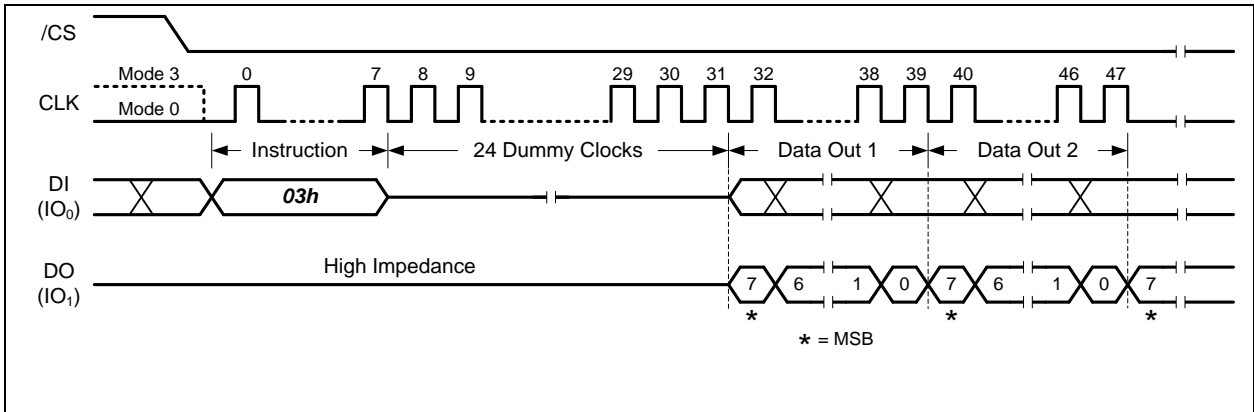 /CS
Mode 3 0 7 8 9 29 30 31 32 38 39 40 46 47
CLK
Mode 0
Instruction 24 Dummy Clocks Data Out 1 Data Out 2
DI
(IO0)
03h
DO
(IO1)
High Impedance
7 6 1 0 7 6 1 0 7
* * *
* = MSB